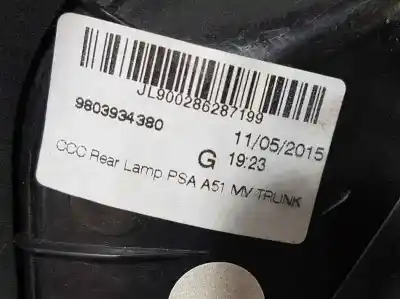 JL900286287199
9803934380
11/05/2015
G 19:23
CCC Rear Lamp PSA A51 MV TRUNK